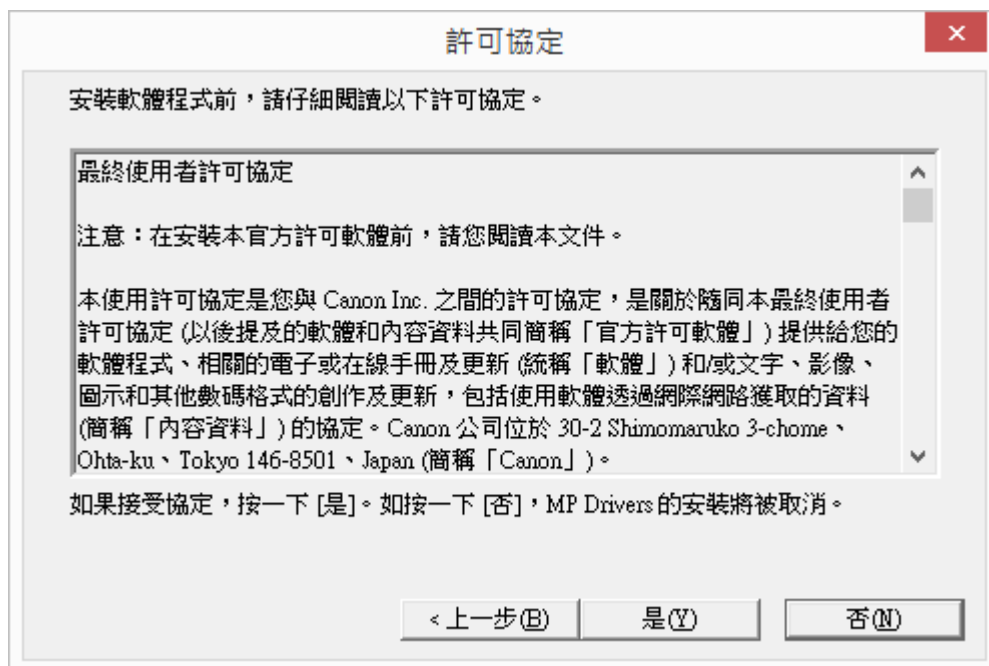 許可協定
安裝軟體程式前，請仔細閱讀以下許可協定。
最終使用者許可協定
注意：在安裝本官方許可軟體前，請您閱讀本文件。
本使用許可協定是您與 Canon Inc. 之間的許可協定，是關於隨同本最終使用者
許可協定 (以後提及的軟體和內容資料共同簡稱「官方許可軟體」) 提供給您的
軟體程式、相關的電子或在線手冊及更新 (統稱「軟體」) 和/或文字、影像、
圖示和其他數碼格式的創作及更新，包括使用軟體透過網際網路獲取的資料
(簡稱「內容資料」) 的協定。Canon 公司位於 30-2 Shimomaruko 3-chome、
Ohta-ku、Tokyo 146-8501、Japan (簡稱「Canon」)。
如果接受協定，按一下 [是]。如按一下 [否]，MP Drivers 的安裝將被取消。
<上一步(B) 是(Y) 否(N)